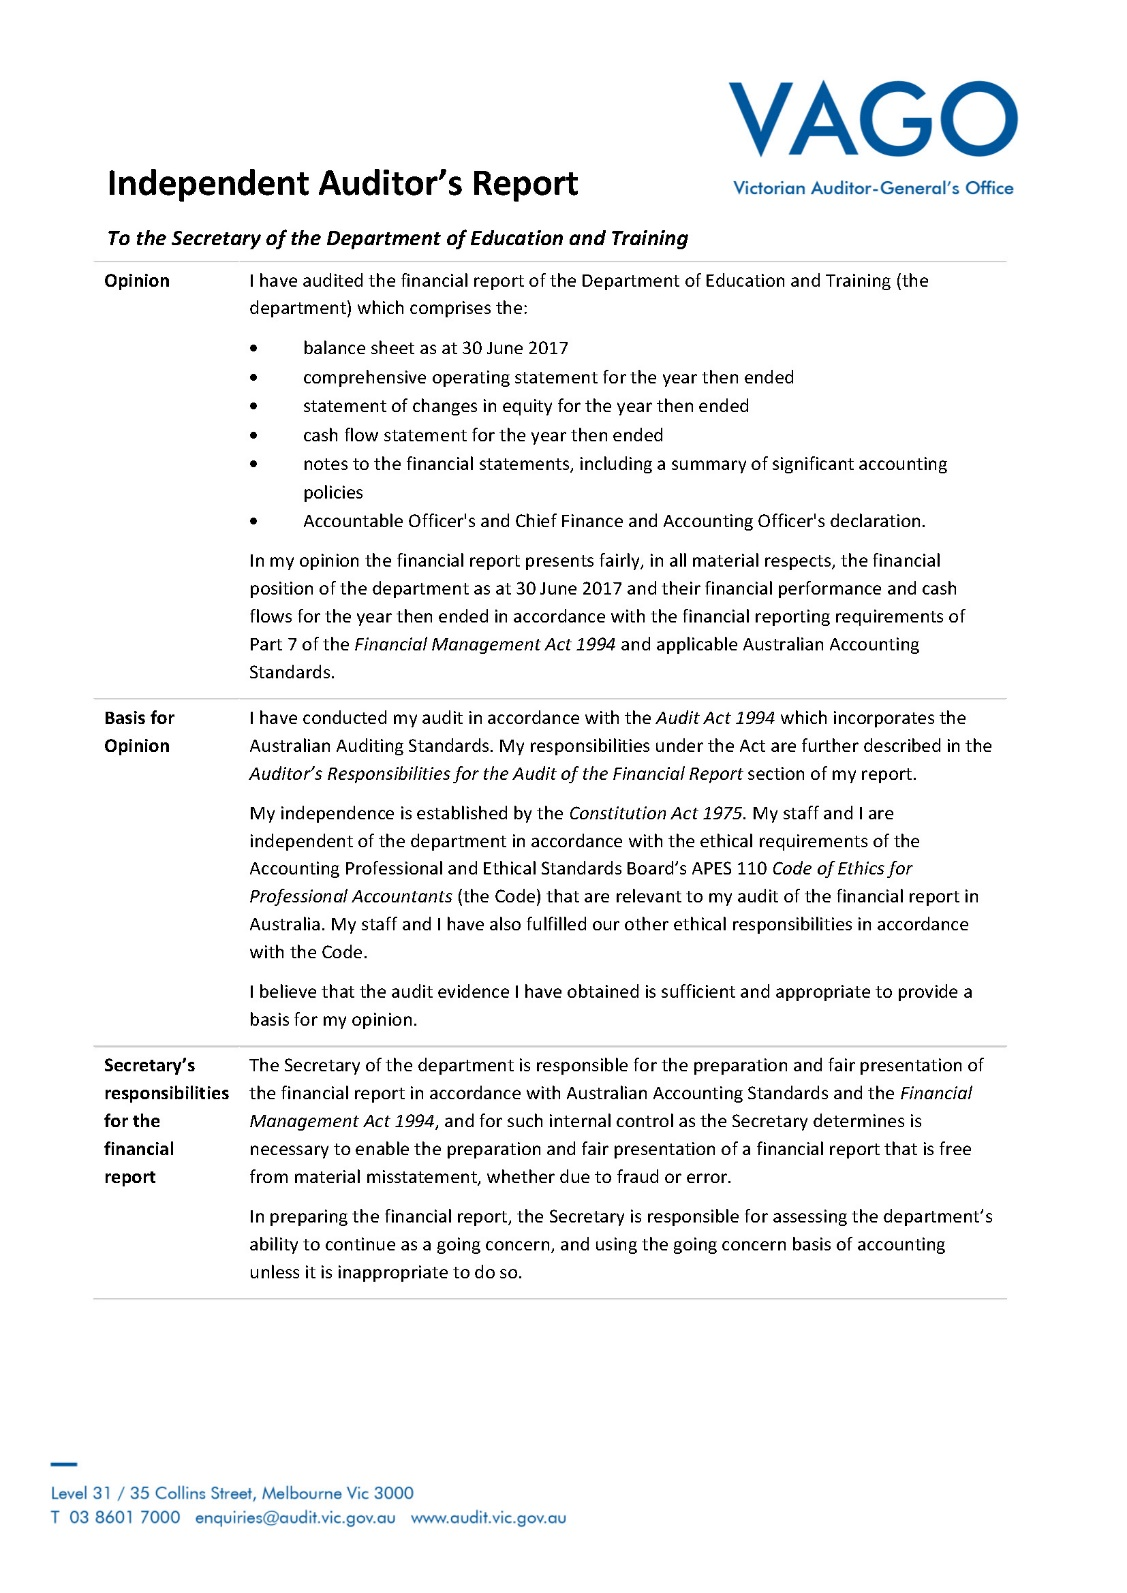 VAGO
Victorian Auditor-General's Office
Independent Auditor’s Report
To the Secretary of the Department of Education and Training
Opinion
I have audited the financial report of the Department of Education and Training (the
department) which comprises the:
• balance sheet as at 30 June 2017
• comprehensive operating statement for the year then ended
• statement of changes in equity for the year then ended
• cash flow statement for the year then ended
• notes to the financial statements, including a summary of significant accounting
policies
• Accountable Officer's and Chief Finance and Accounting Officer's declaration.
In my opinion the financial report presents fairly, in all material respects, the financial
position of the department as at 30 June 2017 and their financial performance and cash
flows for the year then ended in accordance with the financial reporting requirements of
Part 7 of the Financial Management Act 1994 and applicable Australian Accounting
Standards.
Basis for
Opinion
I have conducted my audit in accordance with the Audit Act 1994 which incorporates the
Australian Auditing Standards. My responsibilities under the Act are further described in the
Auditor’s Responsibilities for the Audit of the Financial Report section of my report.
My independence is established by the Constitution Act 1975. My staff and I are
independent of the department in accordance with the ethical requirements of the
Accounting Professional and Ethical Standards Board’s APES 110 Code of Ethics for
Professional Accountants (the Code) that are relevant to my audit of the financial report in
Australia. My staff and I have also fulfilled our other ethical responsibilities in accordance
with the Code.
I believe that the audit evidence I have obtained is sufficient and appropriate to provide a
basis for my opinion.
Secretary’s
responsibilities
for the
financial
report
The Secretary of the department is responsible for the preparation and fair presentation of
the financial report in accordance with Australian Accounting Standards and the Financial
Management Act 1994, and for such internal control as the Secretary determines is
necessary to enable the preparation and fair presentation of a financial report that is free
from material misstatement, whether due to fraud or error.
In preparing the financial report, the Secretary is responsible for assessing the department’s
ability to continue as a going concern, and using the going concern basis of accounting
unless it is inappropriate to do so.
Level 31 / 35 Collins Street, Melbourne Vic 3000
T 03 8601 7000 enquiries@audit.vic.gov.au www.audit.vic.gov.au